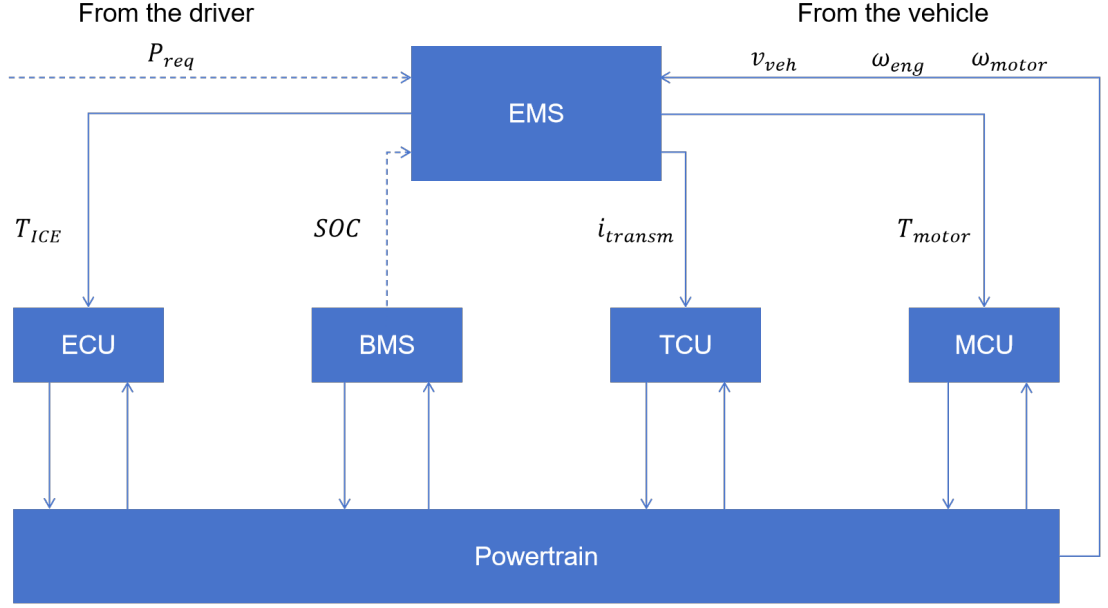 From the driver
From the vehicle
P_req
v_veh
ω_eng
ω_motor
EMS
T_ICE
SOC
i_transm
T_motor
ECU
BMS
TCU
MCU
Powertrain